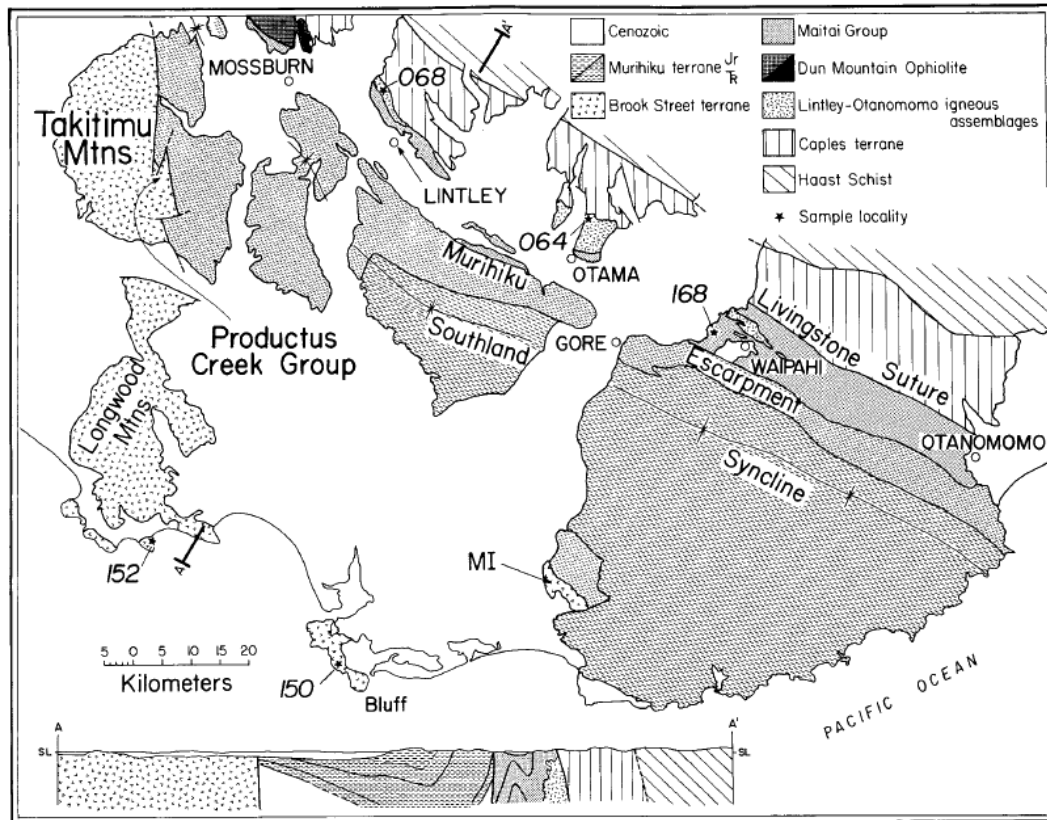 Cenozoic
Murihiku terrane Jr
TR
Brook Street terrane
Maitai Group
Dun Mountain Ophiolite
Lintley-Otanomomo igneous
assemblages
Caples terrane
Haast Schist
Sample locality
A'
MOSSBURN
068
Takitimu
Mtns
LINTLEY
064
OTAMA
Murihiku
Southland
168
GORE
WAIPAHI
Livingstone Suture
Escarpment
OTANOMOMO
Syncline
Productus
Creek Group
Longwood
Mtns
152
A
MI
5 0 5 10 15 20
Kilometers
150
Bluff
PACIFIC OCEAN
A
A'
SL
SL